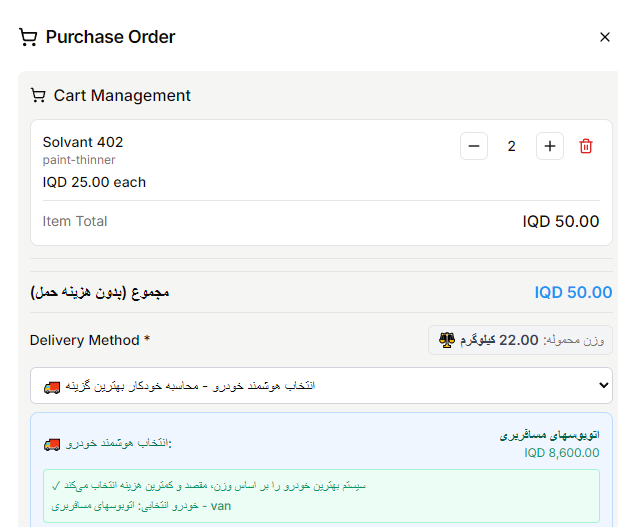 Purchase Order
Cart Management
Solvant 402
2
paint-thinner
IQD 25.00 each
Item Total
IQD 50.00
مجموع (بدون هزینه حمل)
IQD 50.00
Delivery Method *
وزن محموله: 22.00 کیلوگرم
انتخاب هوشمند خودرو - محاسبه خودکار بهترین گزینه
انتخاب هوشمند خودرو:
اتوبوسهای مسافربری
IQD 8,600.00
✓ سیستم بهترین خودرو را بر اساس وزن، مقصد و کمترین هزینه انتخاب می‌کند
خودرو انتخابی: اتوبوسهای مسافربری - van